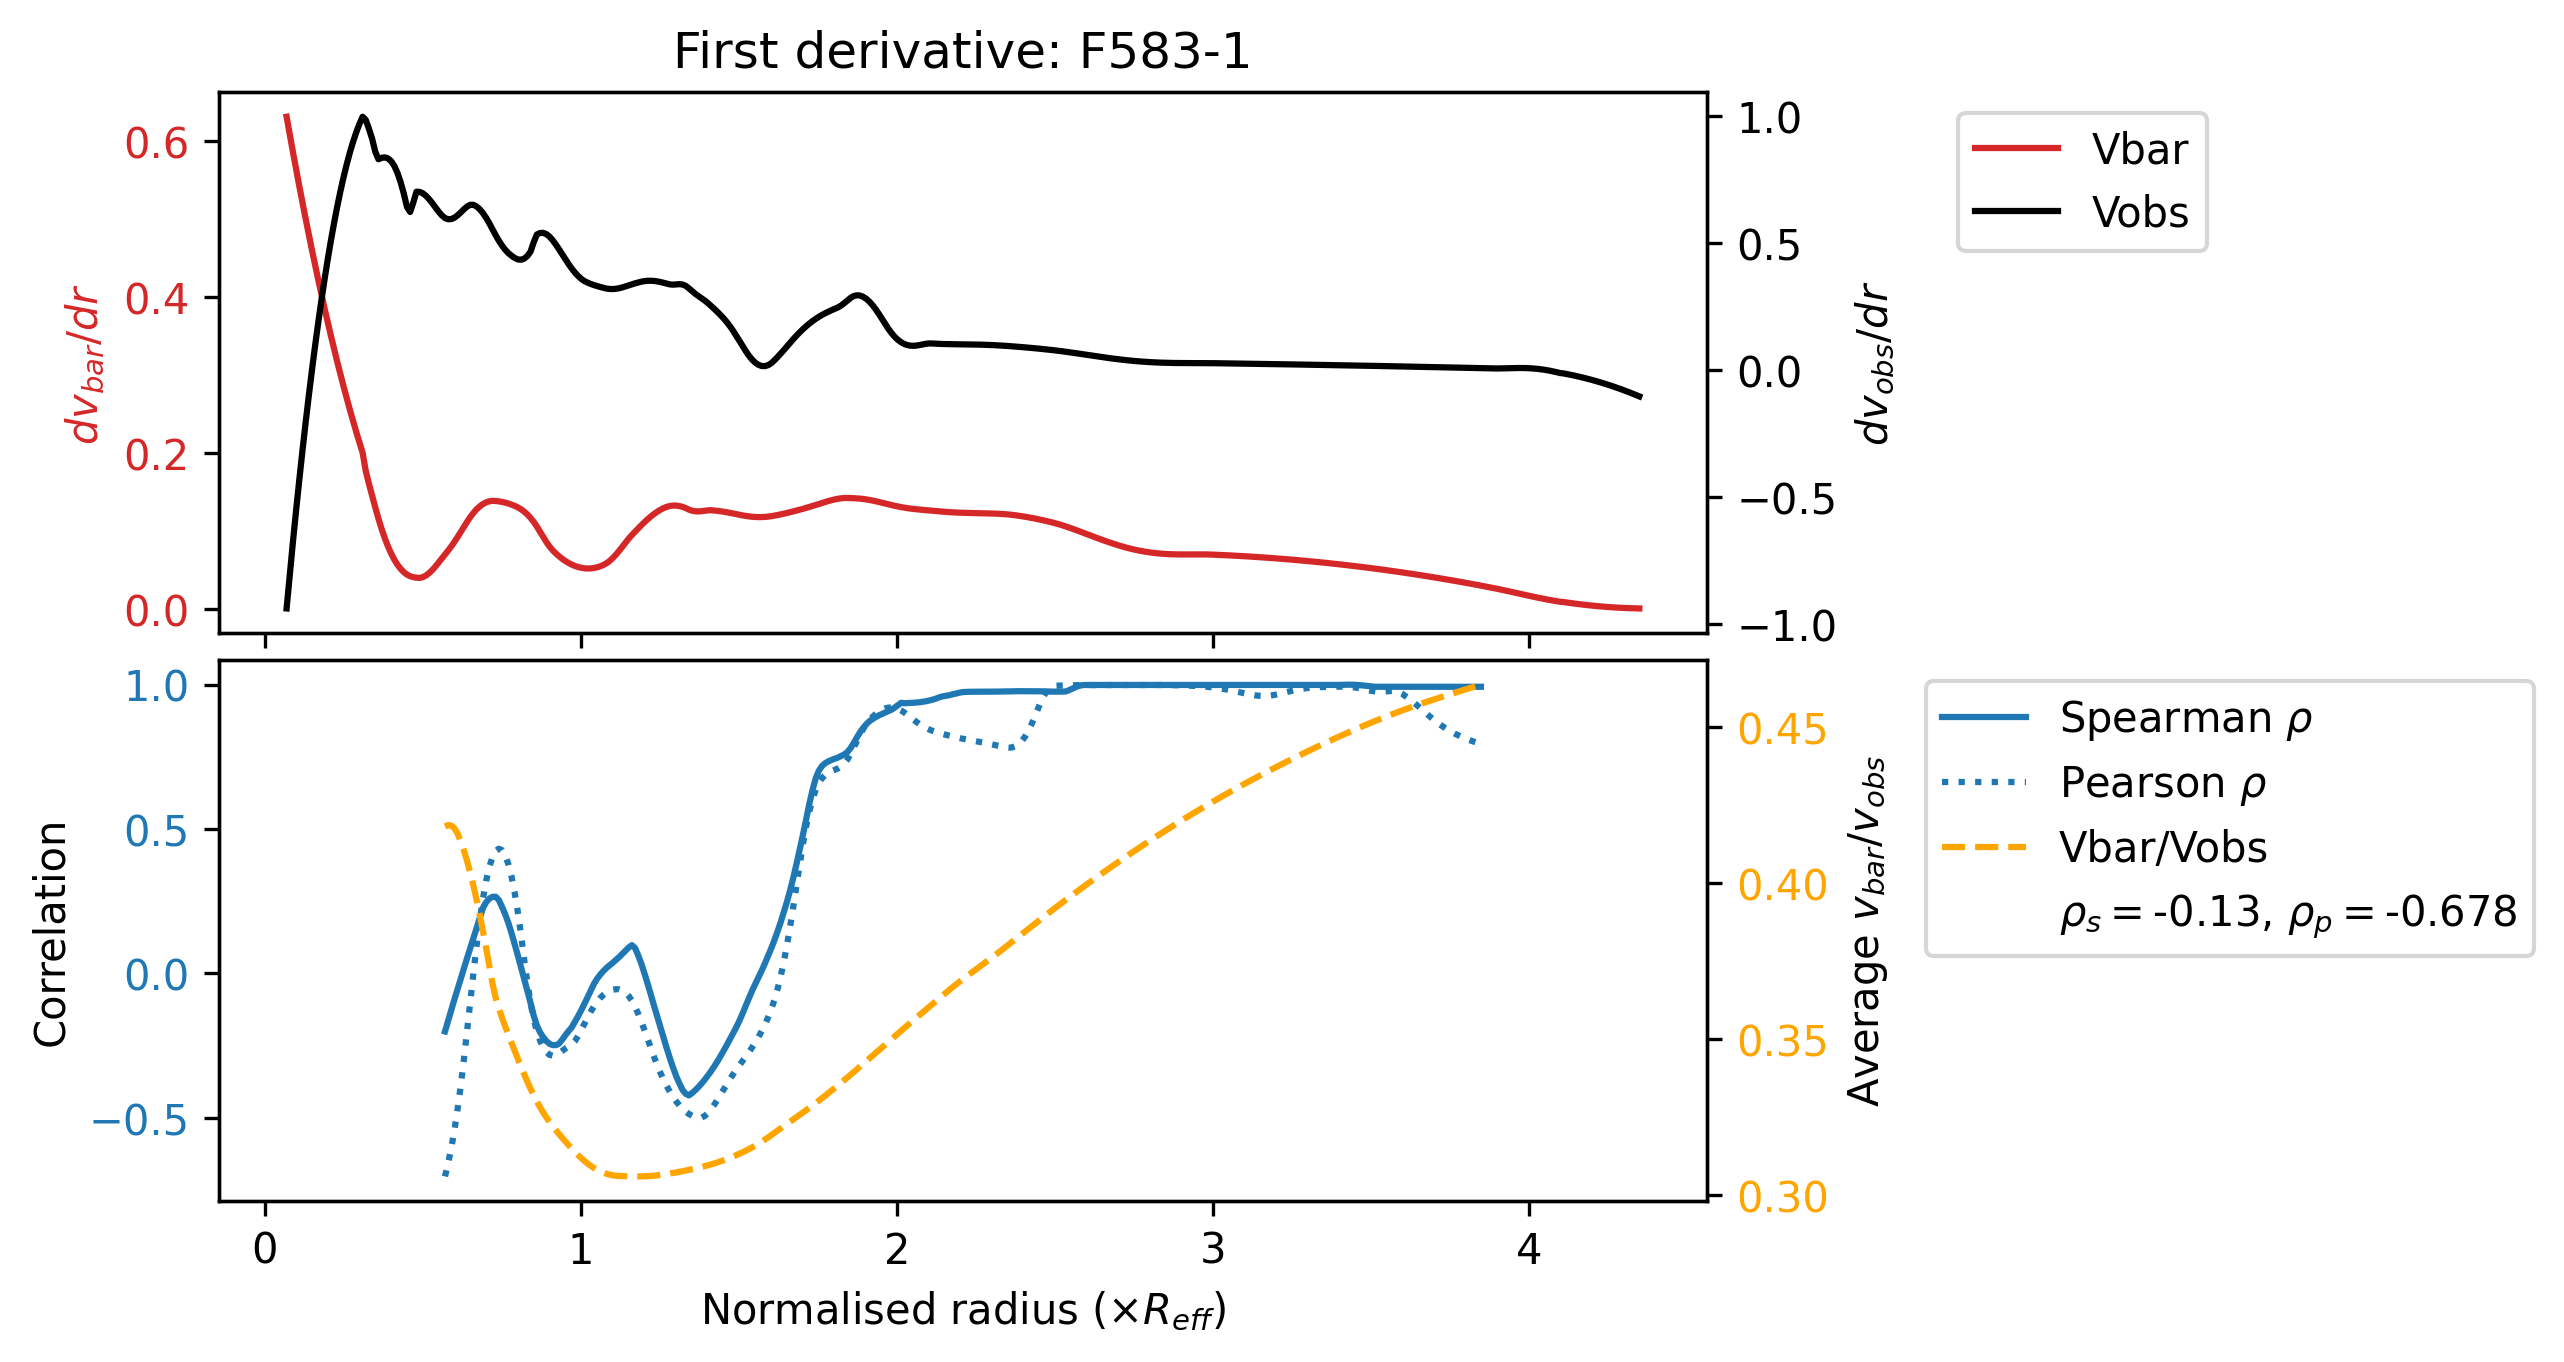 First derivative: F583-1
0.6
0.4
0.2
0.0
dv_bar/dr
1.0
0.5
0.0
−0.5
−1.0
dv_obs/dr
Vbar
Vobs
1.0
0.5
0.0
−0.5
Correlation
0.45
0.40
0.35
0.30
Average v_bar/v_obs
Spearman ρ
Pearson ρ
Vbar/Vobs
ρ_s = -0.13, ρ_p = -0.678
0 1 2 3 4
Normalised radius (×R_eff)